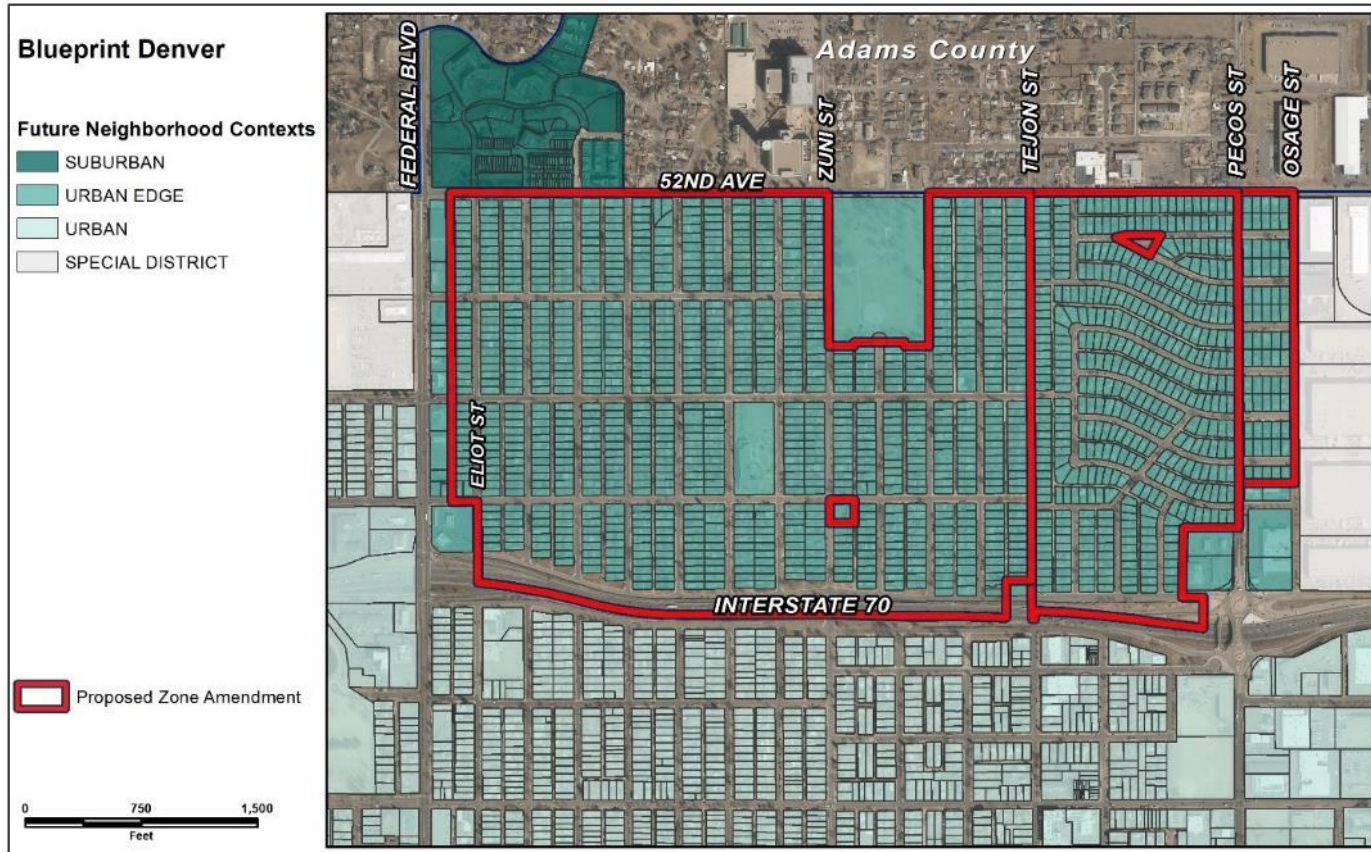 Blueprint Denver
Future Neighborhood Contexts
SUBURBAN
URBAN EDGE
URBAN
SPECIAL DISTRICT
Proposed Zone Amendment
0 750 1,500
Feet
Adams County
FEDERAL BLVD
ZUNI ST
TEJON ST
PECOS ST
OSAGE ST
52ND AVE
ELIOT ST
INTERSTATE 70